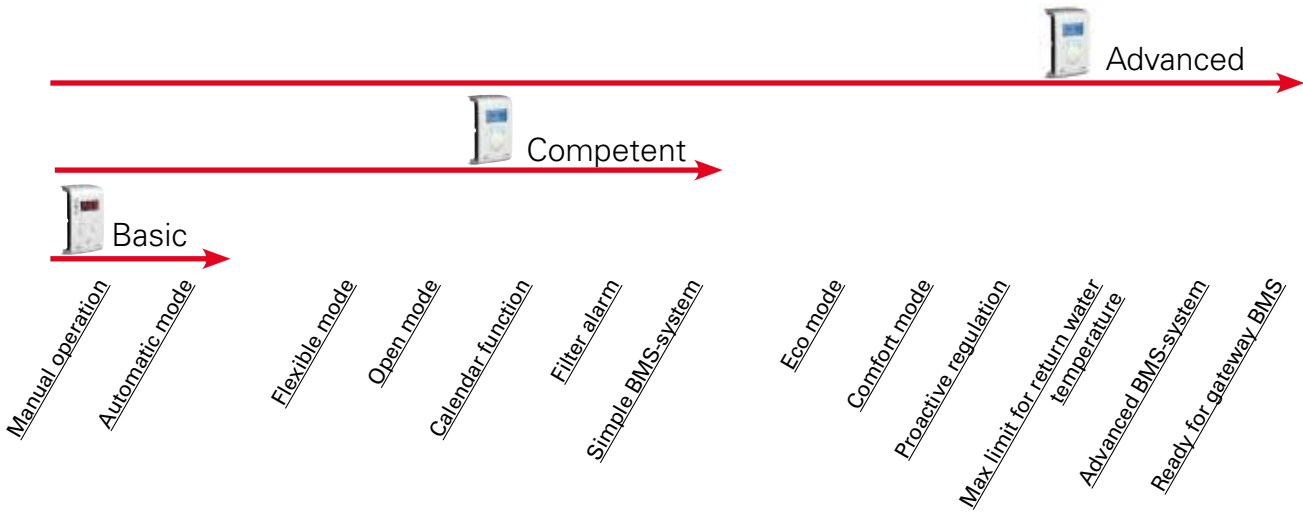 Advanced
Competent
Basic
Manual operation
Automatic mode
Flexible mode
Open mode
Calendar function
Filter alarm
Simple BMS-system
Eco mode
Comfort mode
Proactive regulation
Max limit for return water
temperature
Advanced BMS-system
Ready for gateway BMS